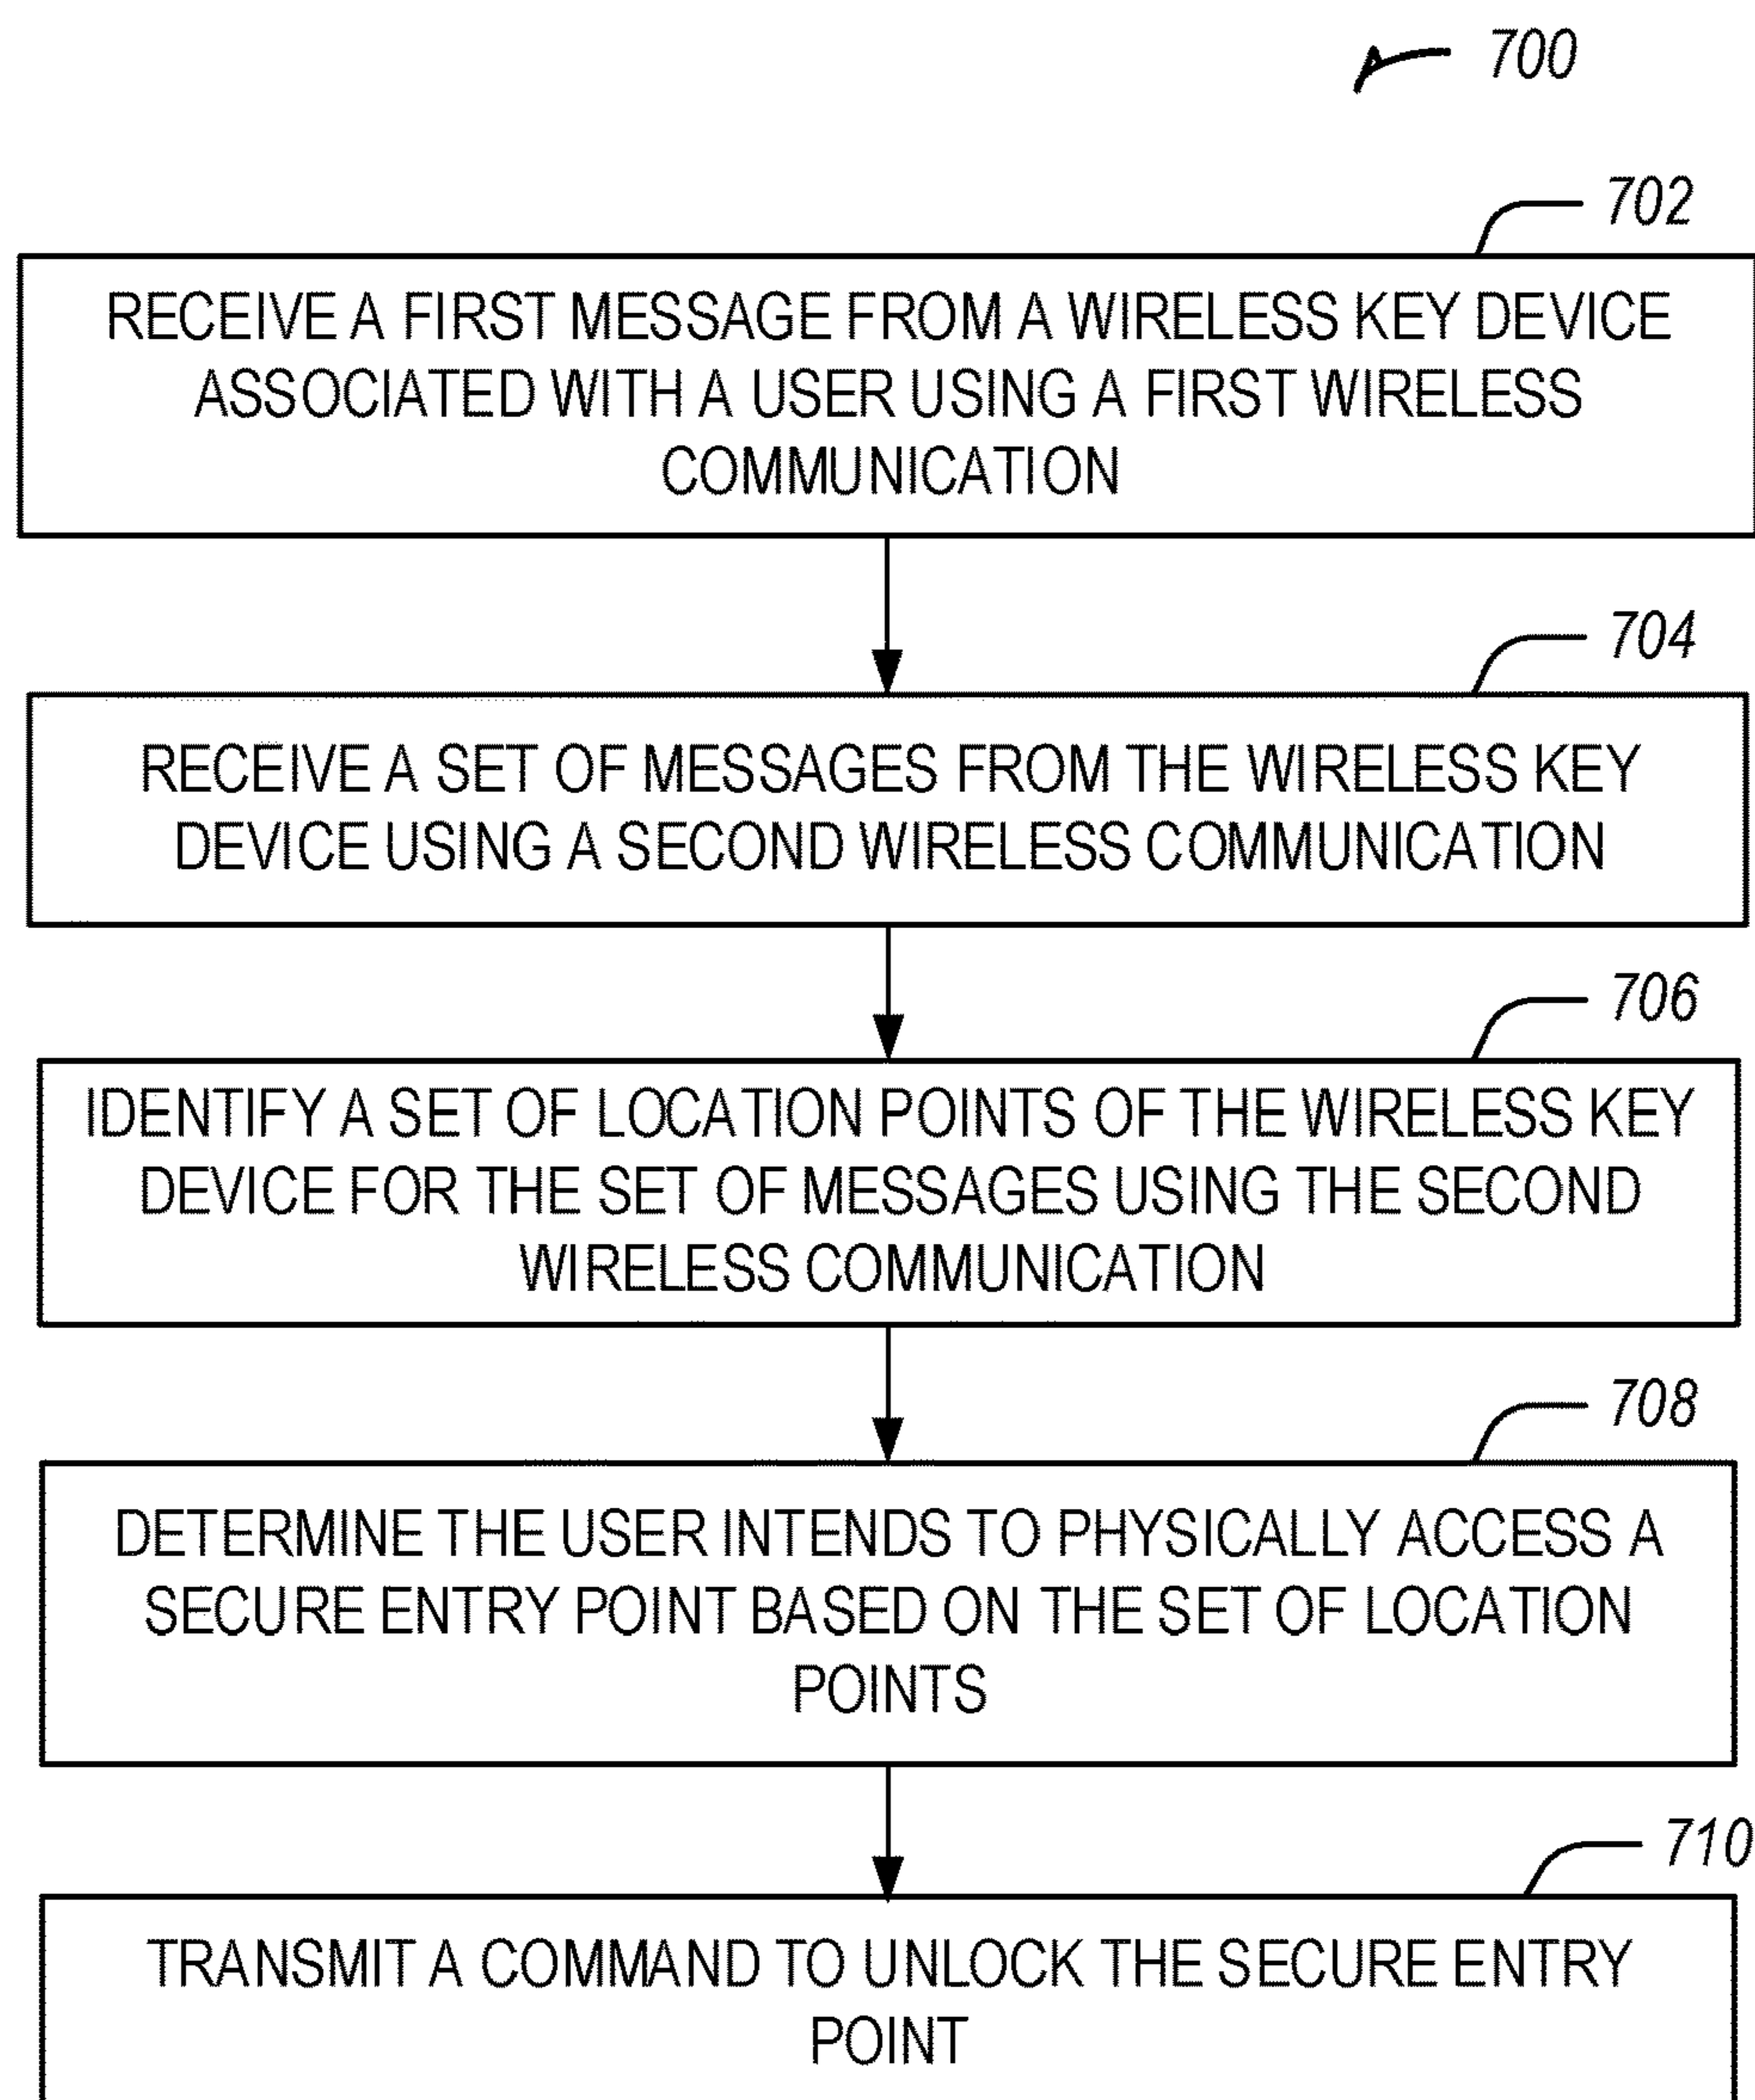 700
702
RECEIVE A FIRST MESSAGE FROM A WIRELESS KEY DEVICE
ASSOCIATED WITH A USER USING A FIRST WIRELESS
COMMUNICATION
704
RECEIVE A SET OF MESSAGES FROM THE WIRELESS KEY
DEVICE USING A SECOND WIRELESS COMMUNICATION
706
IDENTIFY A SET OF LOCATION POINTS OF THE WIRELESS KEY
DEVICE FOR THE SET OF MESSAGES USING THE SECOND
WIRELESS COMMUNICATION
708
DETERMINE THE USER INTENDS TO PHYSICALLY ACCESS A
SECURE ENTRY POINT BASED ON THE SET OF LOCATION
POINTS
710
TRANSMIT A COMMAND TO UNLOCK THE SECURE ENTRY
POINT